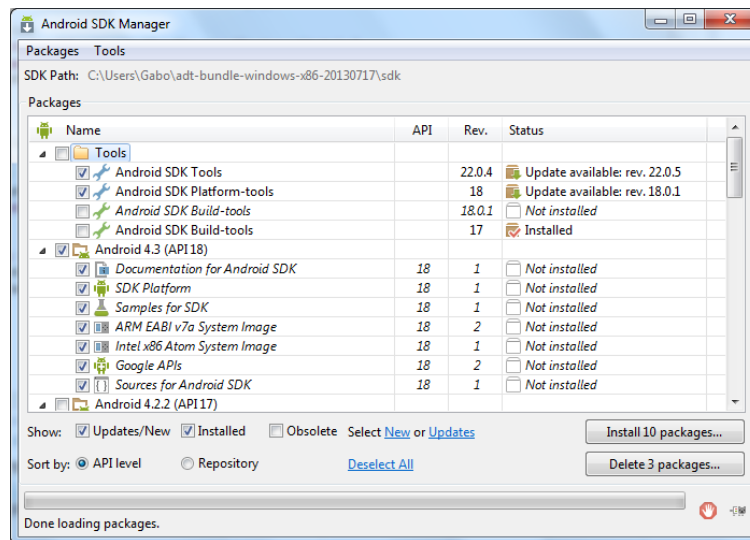 Android SDK Manager
Packages Tools
SDK Path: C:\Users\Gabo\adt-bundle-windows-x86-20130717\sdk
Packages
Name API Rev. Status
Tools
Android SDK Tools 22.0.4 Update available: rev. 22.0.5
Android SDK Platform-tools 18 Update available: rev. 18.0.1
Android SDK Build-tools 18.0.1 Not installed
Android SDK Build-tools 17 Installed
Android 4.3 (API 18)
Documentation for Android SDK 18 1 Not installed
SDK Platform 18 1 Not installed
Samples for SDK 18 1 Not installed
ARM EABI v7a System Image 18 2 Not installed
Intel x86 Atom System Image 18 1 Not installed
Google APIs 18 2 Not installed
Sources for Android SDK 18 1 Not installed
Android 4.2.2 (API 17)
Show: Updates/New Installed Obsolete Select New or Updates Install 10 packages...
Sort by: API level Repository Deselect All Delete 3 packages...
Done loading packages.